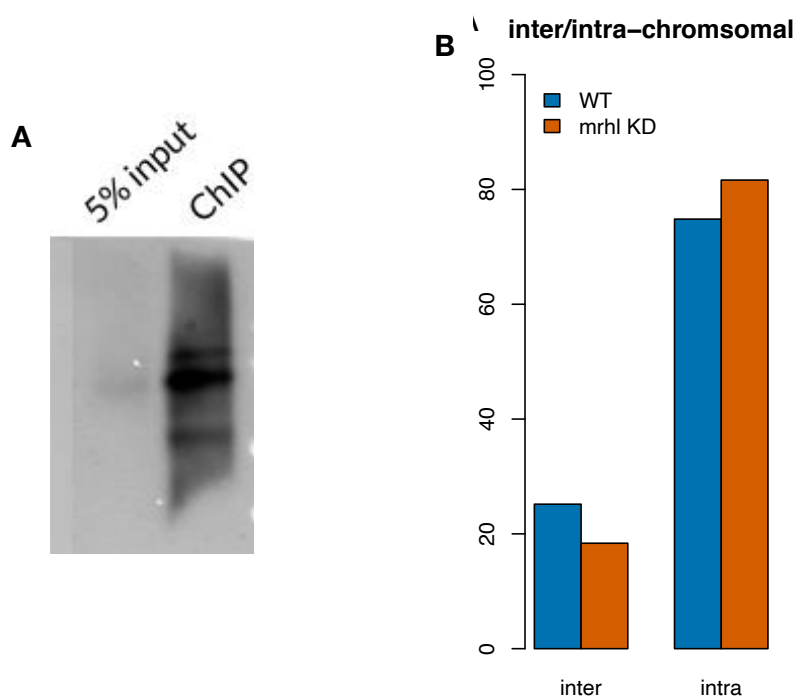 A
5% input
ChIP
B
inter/intra−chromsomal
WT
mrhl KD
100
80
60
40
20
0
inter
intra